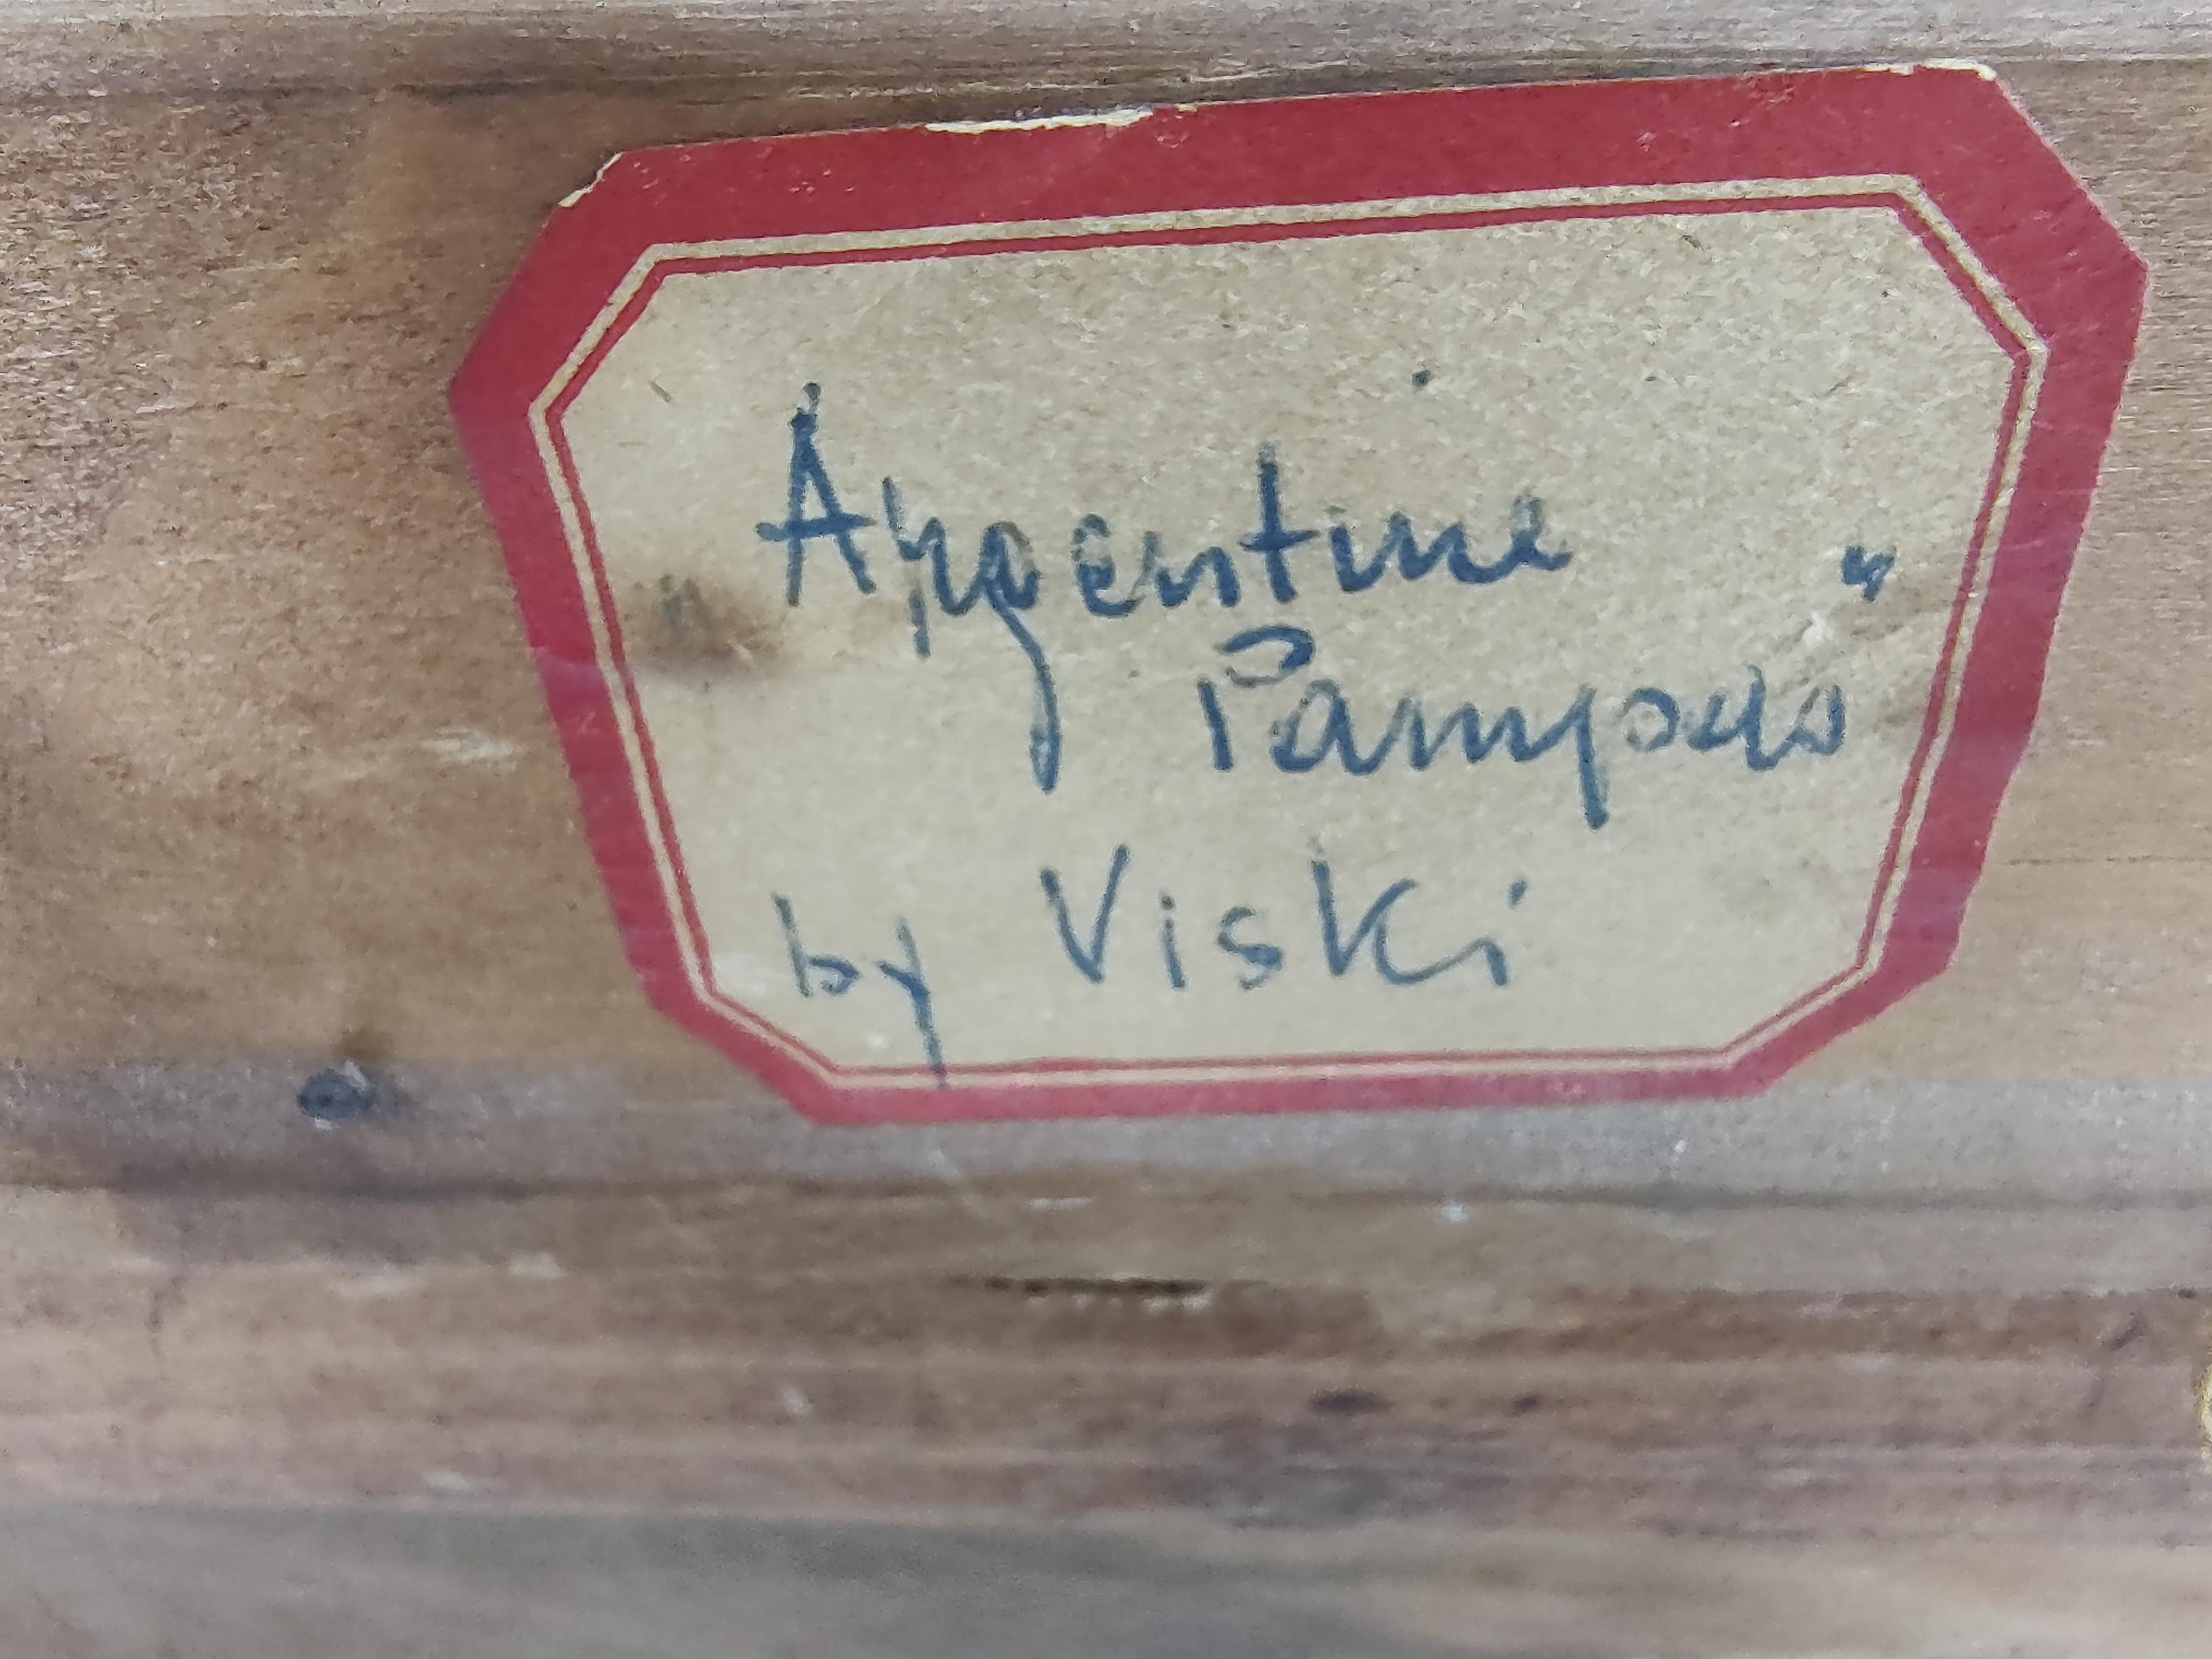 "Argentine
Pampas"
by Viski